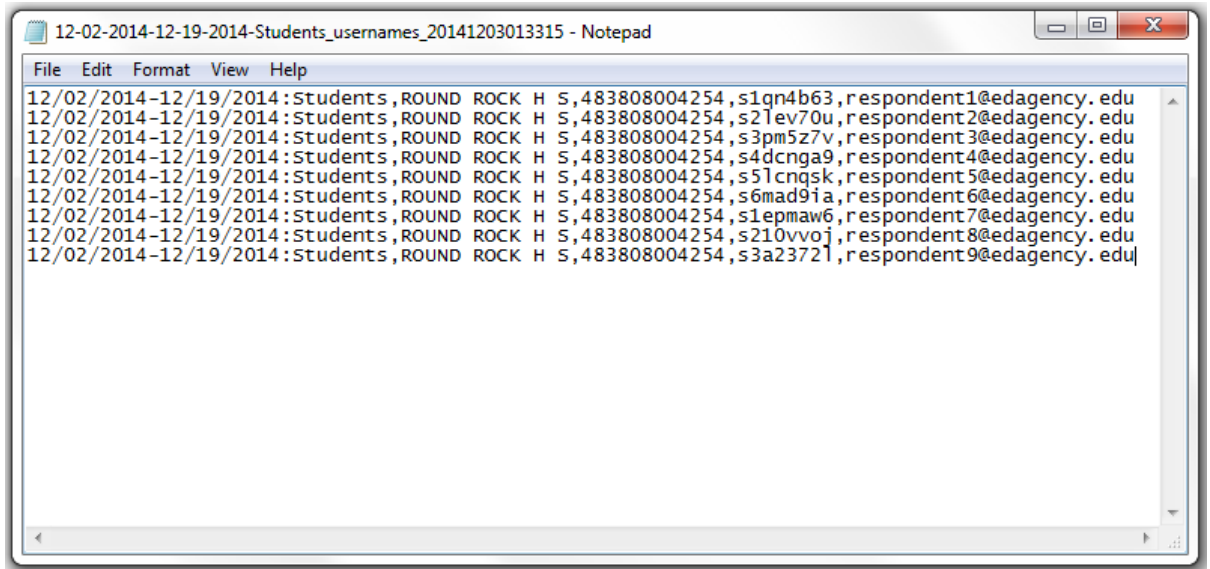 12-02-2014-12-19-2014-Students_usernames_20141203013315 - Notepad
File Edit Format View Help
12/02/2014-12/19/2014:Students,ROUND ROCK H S,483808004254,s1qn4b63,respondent1@edagency.edu
12/02/2014-12/19/2014:Students,ROUND ROCK H S,483808004254,s2lev70u,respondent2@edagency.edu
12/02/2014-12/19/2014:Students,ROUND ROCK H S,483808004254,s3pm5z7v,respondent3@edagency.edu
12/02/2014-12/19/2014:Students,ROUND ROCK H S,483808004254,s4dcnga9,respondent4@edagency.edu
12/02/2014-12/19/2014:Students,ROUND ROCK H S,483808004254,s5lcnqsk,respondent5@edagency.edu
12/02/2014-12/19/2014:Students,ROUND ROCK H S,483808004254,s6mad9ia,respondent6@edagency.edu
12/02/2014-12/19/2014:Students,ROUND ROCK H S,483808004254,s1epmaw6,respondent7@edagency.edu
12/02/2014-12/19/2014:Students,ROUND ROCK H S,483808004254,s210vvoj,respondent8@edagency.edu
12/02/2014-12/19/2014:Students,ROUND ROCK H S,483808004254,s3a2372l,respondent9@edagency.edu